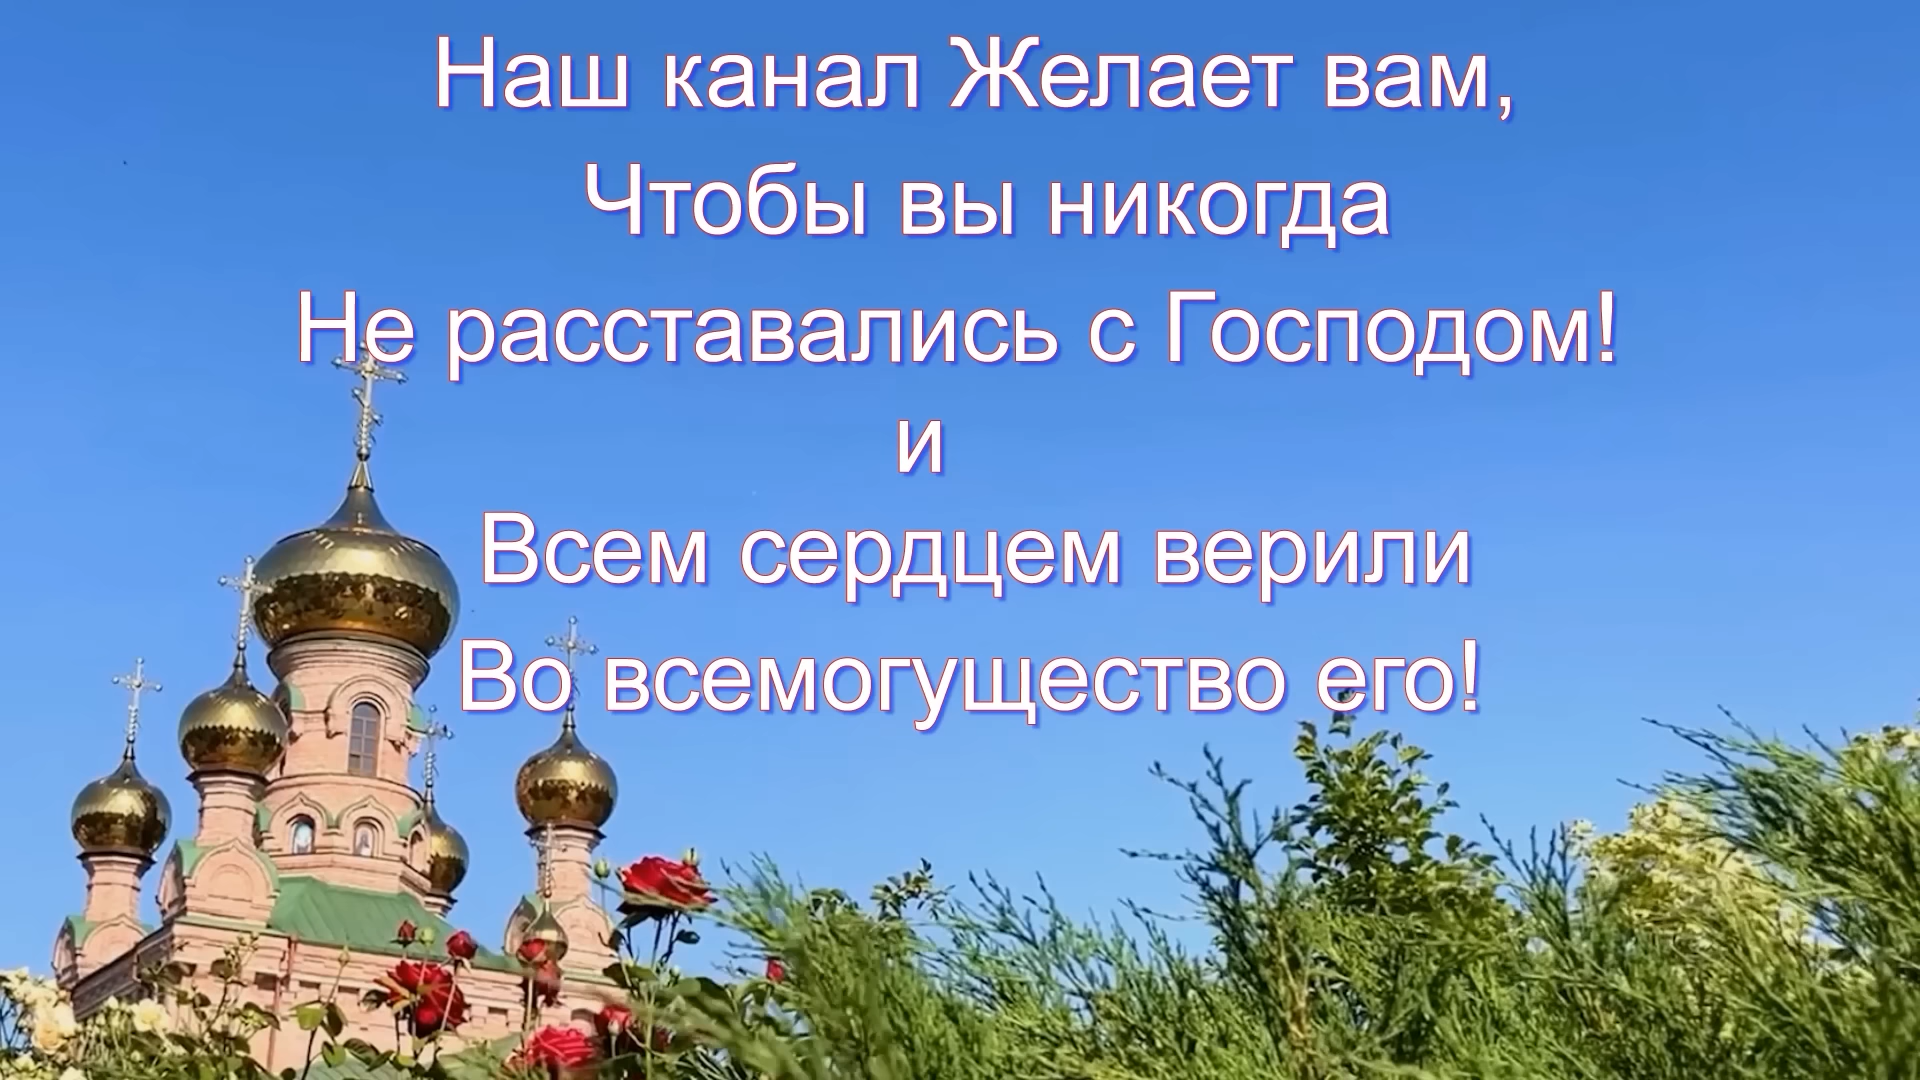 Наш канал Желает вам,
Чтобы вы никогда
Не расставались с Господом!
и
Всем сердцем верили
Во всемогущество его!